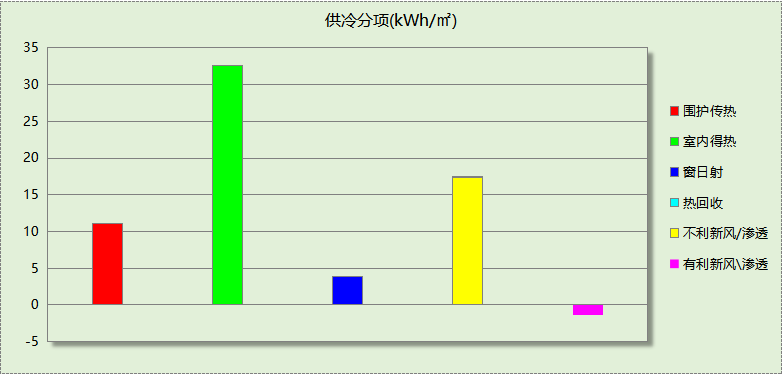 供冷分项(kWh/㎡)
35
30
25
20
15
10
5
0
-5
围护传热
室内得热
窗日射
热回收
不利新风/渗透
有利新风\渗透